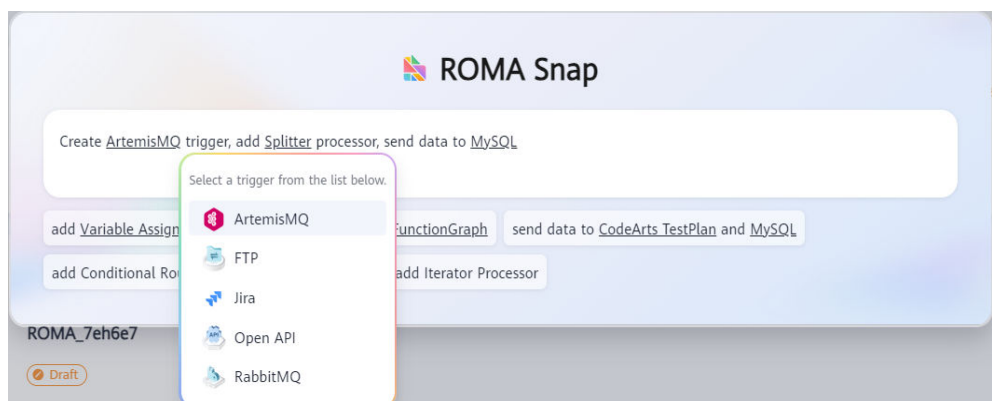 ROMA Snap
Create ArtemisMQ trigger, add Splitter processor, send data to MySQL
Select a trigger from the list below.
ArtemisMQ
FTP
Jira
Open API
RabbitMQ
add Variable Assign
FunctionGraph
send data to CodeArts TestPlan and MySQL
add Conditional Ro
add Iterator Processor
ROMA_7eh6e7
Draft